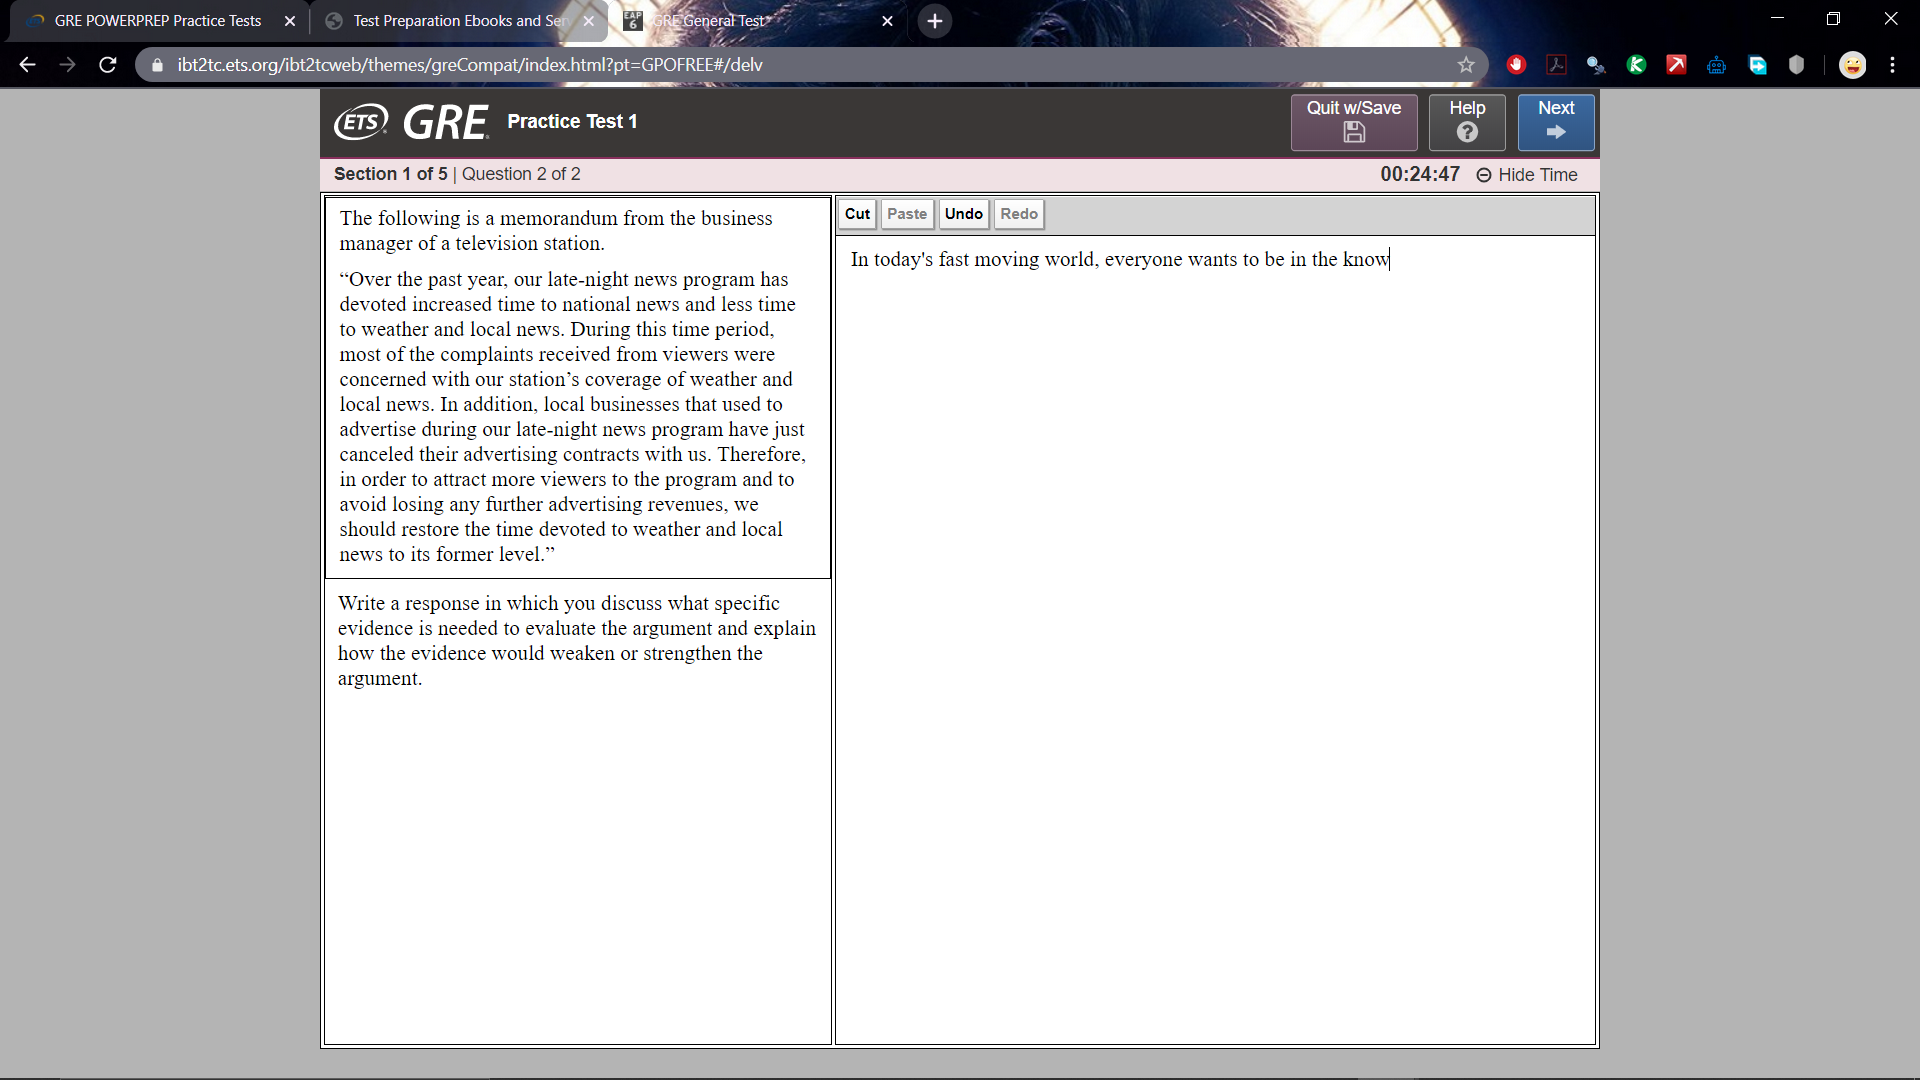 GRE POWERPREP Practice Tests
Test Preparation Ebooks and Ser
EAP 6
GRE General Test
ibt2tc.ets.org/ibt2tcweb/themes/greCompat/index.html?pt=GPOFREE#/delv
ETS GRE Practice Test 1
Quit w/Save
Help
Next
Section 1 of 5 | Question 2 of 2
00:24:47
Hide Time
The following is a memorandum from the business
manager of a television station.
“Over the past year, our late-night news program has
devoted increased time to national news and less time
to weather and local news. During this time period,
most of the complaints received from viewers were
concerned with our station’s coverage of weather and
local news. In addition, local businesses that used to
advertise during our late-night news program have just
canceled their advertising contracts with us. Therefore,
in order to attract more viewers to the program and to
avoid losing any further advertising revenues, we
should restore the time devoted to weather and local
news to its former level.”
Write a response in which you discuss what specific
evidence is needed to evaluate the argument and explain
how the evidence would weaken or strengthen the
argument.
Cut
Paste
Undo
Redo
In today's fast moving world, everyone wants to be in the know